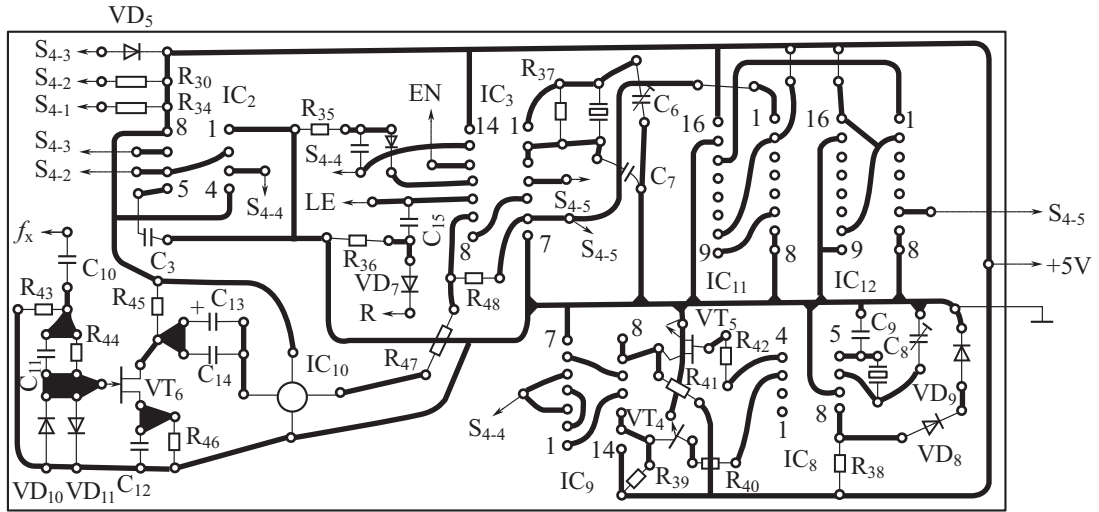 VD5
S4-3
S4-2
R30
S4-1
R34
8
IC2
1
S4-3
S4-2
5
4
S4-4
R35
S4-4
EN
IC3
14
1
R37
C6
C7
16
1
16
1
LE
C15
S4-5
S4-5
8
7
S4-5
fx
C10
C3
R36
VD7
R
R48
9
IC11
8
9
IC12
8
+5V
R43
R44
C11
R45
+
C13
C14
VT6
IC10
R47
7
8
VT5
R42
4
5
C9
C8
R41
VD9
S4-4
VT4
1
8
R46
1
14
IC9
R39
R40
IC8
R38
VD8
VD10
VD11
C12